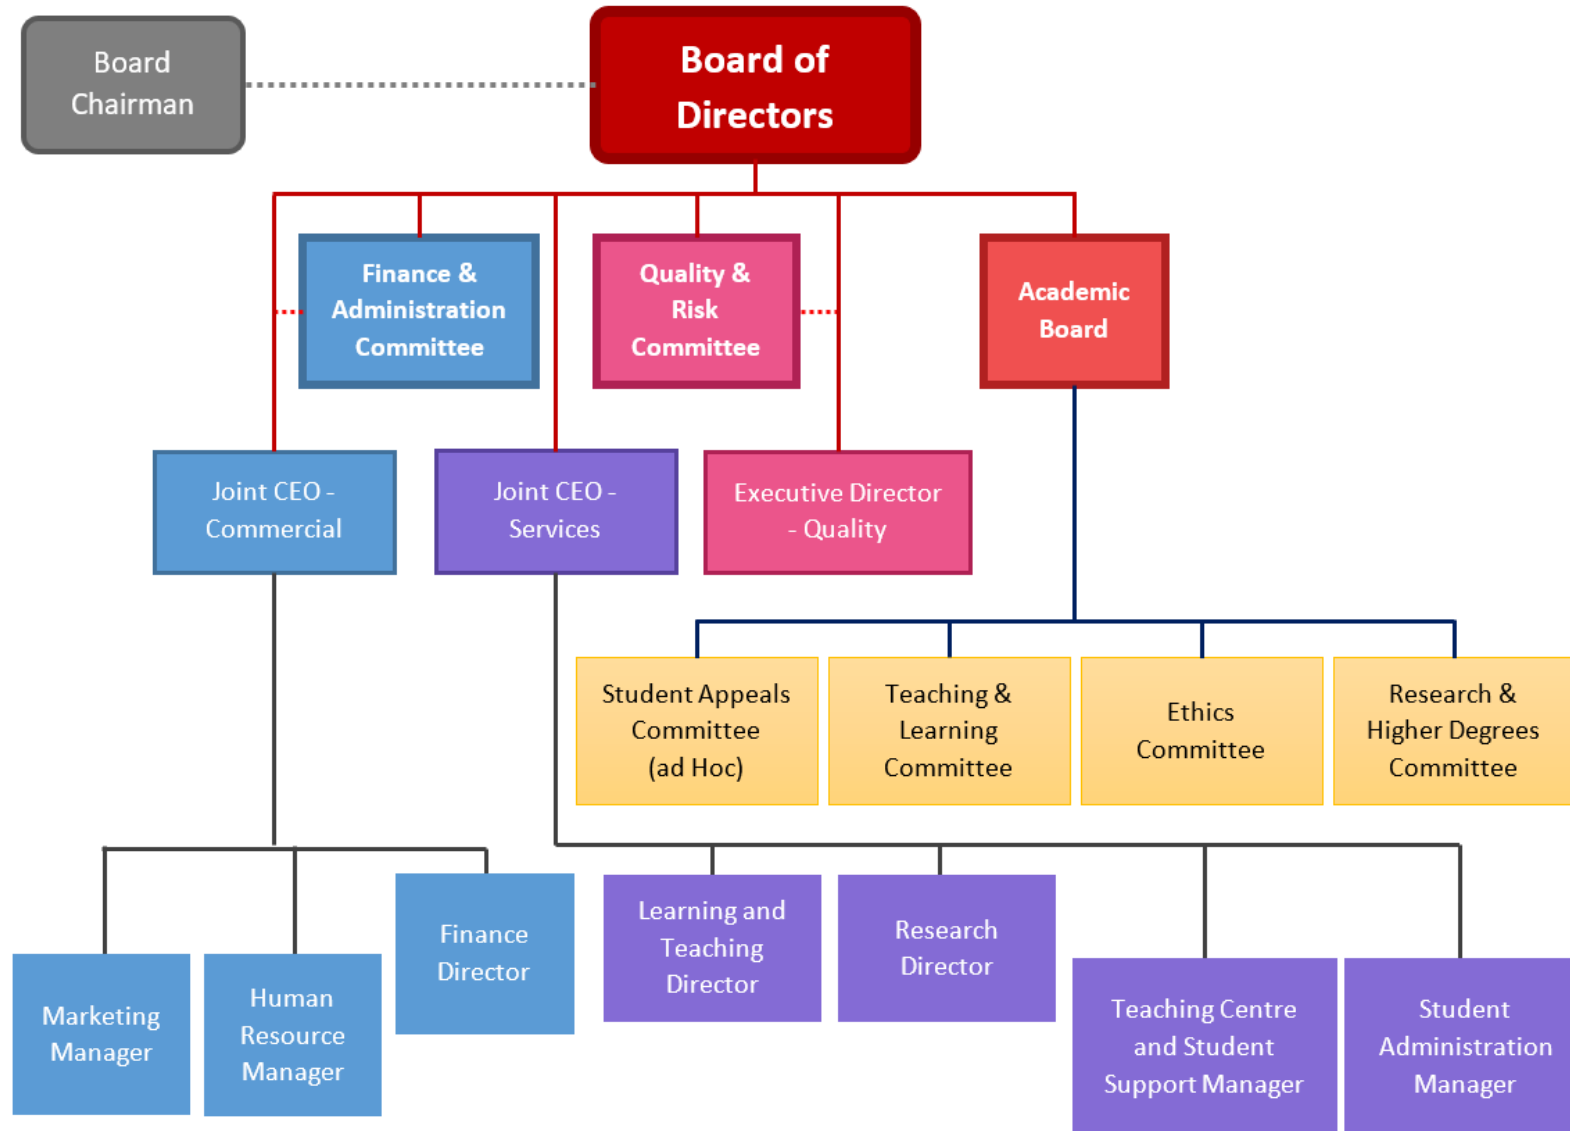 Board
Chairman
Board of
Directors
Finance &
Administration
Committee
Quality &
Risk
Committee
Academic
Board
Joint CEO -
Commercial
Joint CEO -
Services
Executive Director
- Quality
Student Appeals
Committee
(ad Hoc)
Teaching &
Learning
Committee
Ethics
Committee
Research &
Higher Degrees
Committee
Marketing
Manager
Human
Resource
Manager
Finance
Director
Learning and
Teaching
Director
Research
Director
Teaching Centre
and Student
Support Manager
Student
Administration
Manager